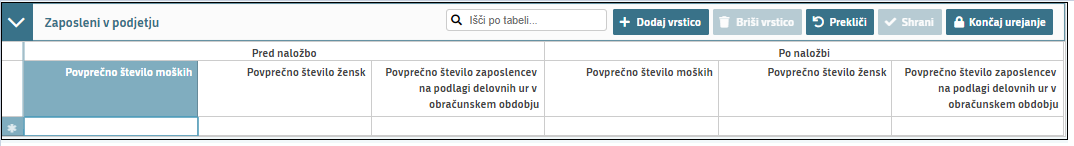 Zaposleni v podjetju
Išči po tabeli...
Dodaj vrstico
Briši vrstico
Prekliči
Shrani
Končaj urejanje
Pred naložbo
Po naložbi
Povprečno število moških
Povprečno število žensk
Povprečno število zaposlencev
na podlagi delovnih ur v
obračunskem obdobju
Povprečno število moških
Povprečno število žensk
Povprečno število zaposlencev
na podlagi delovnih ur v
obračunskem obdobju